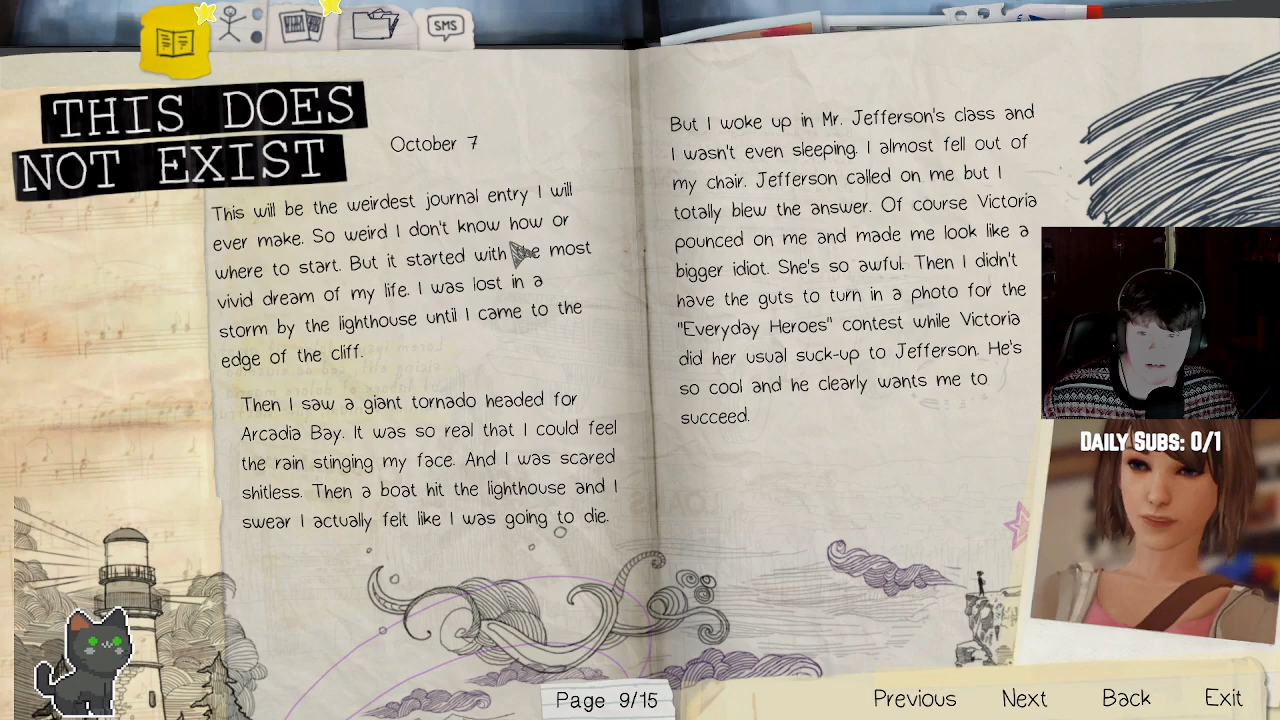 SMS
THIS DOES
NOT EXIST
October 7
This will be the weirdest journal entry I will
ever make. So weird I don't know how or
where to start. But it started with most
vivid dream of my life. I was lost in a
storm by the lighthouse until I came to the
edge of the cliff.
Then I saw a giant tornado headed for
Arcadia Bay. It was so real that I could feel
the rain stinging my face. And I was scared
shitless. Then a boat hit the lighthouse and I
swear I actually felt like I was going to die.
But I woke up in Mr. Jefferson's class and
I wasn't even sleeping. I almost fell out of
my chair. Jefferson called on me but I
totally blew the answer. Of course Victoria
pounced on me and made me look like a
bigger idiot. She's so awful. Then I didn't
have the guts to turn in a photo for the
"Everyday Heroes" contest while Victoria
did her usual suck-up to Jefferson. He's
so cool and he clearly wants me to
succeed.
DAILY SUBS: 0/1
Page 9/15
Previous
Next
Back
Exit